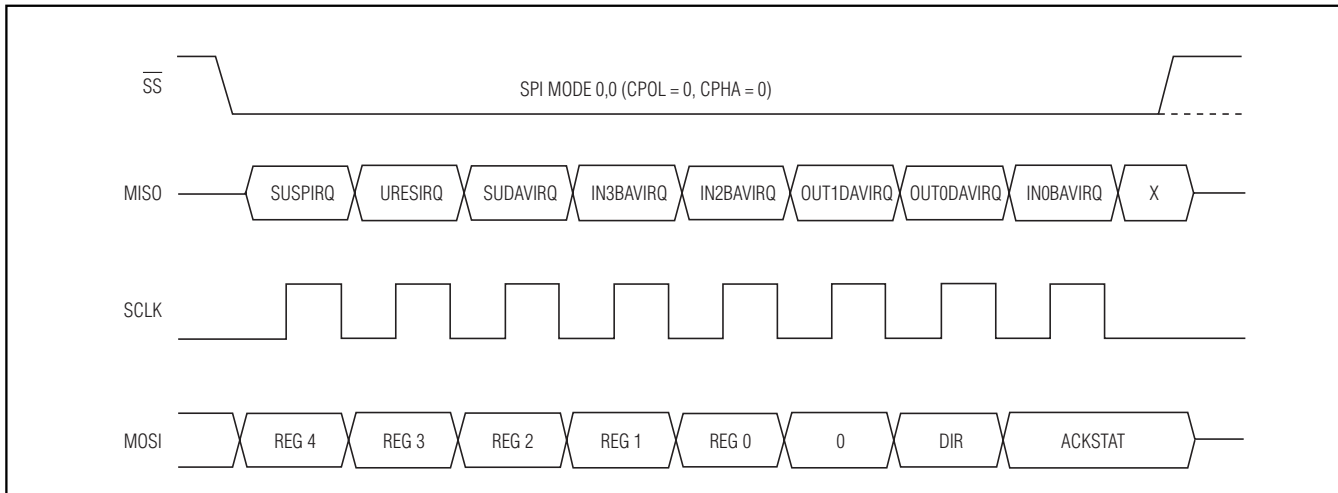 SS
SPI MODE 0,0 (CPOL = 0, CPHA = 0)
MISO SUSPIRQ URESIRQ SUDAVIRQ IN3BAVIRQ IN2BAVIRQ OUT1DAVIRQ OUT0DAVIRQ IN0BAVIRQ X
SCLK
MOSI REG 4 REG 3 REG 2 REG 1 REG 0 0 DIR ACKSTAT